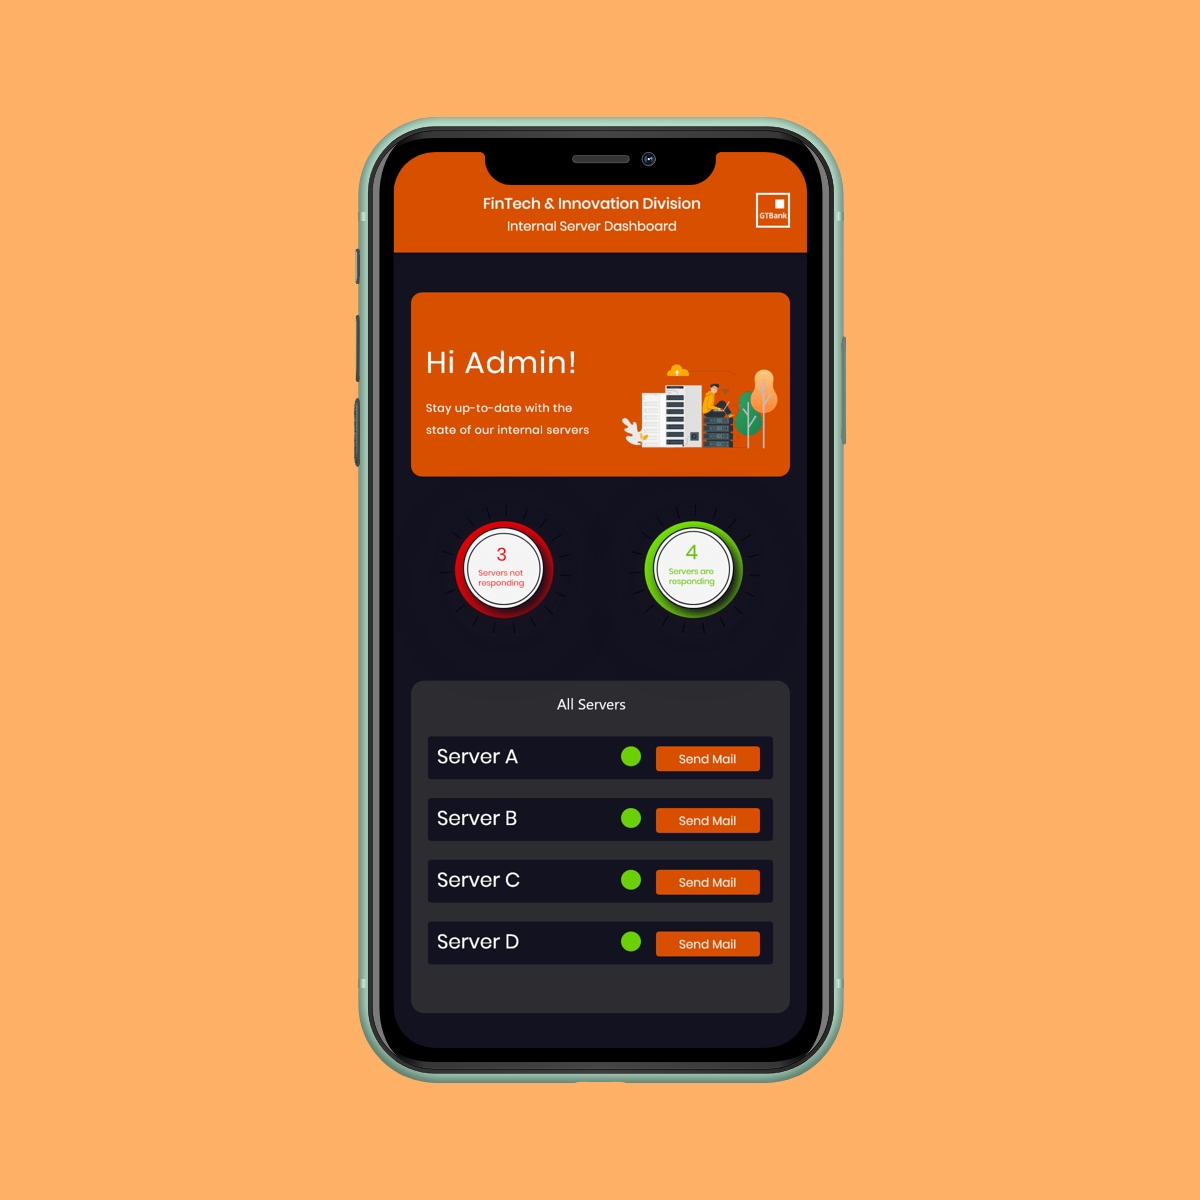 FinTech & Innovation Division
Internal Server Dashboard
GTBank
Hi Admin!
Stay up-to-date with the
state of our internal servers
3
Servers not
responding
4
Servers are
responding
All Servers
Server A
Send Mail
Server B
Send Mail
Server C
Send Mail
Server D
Send Mail